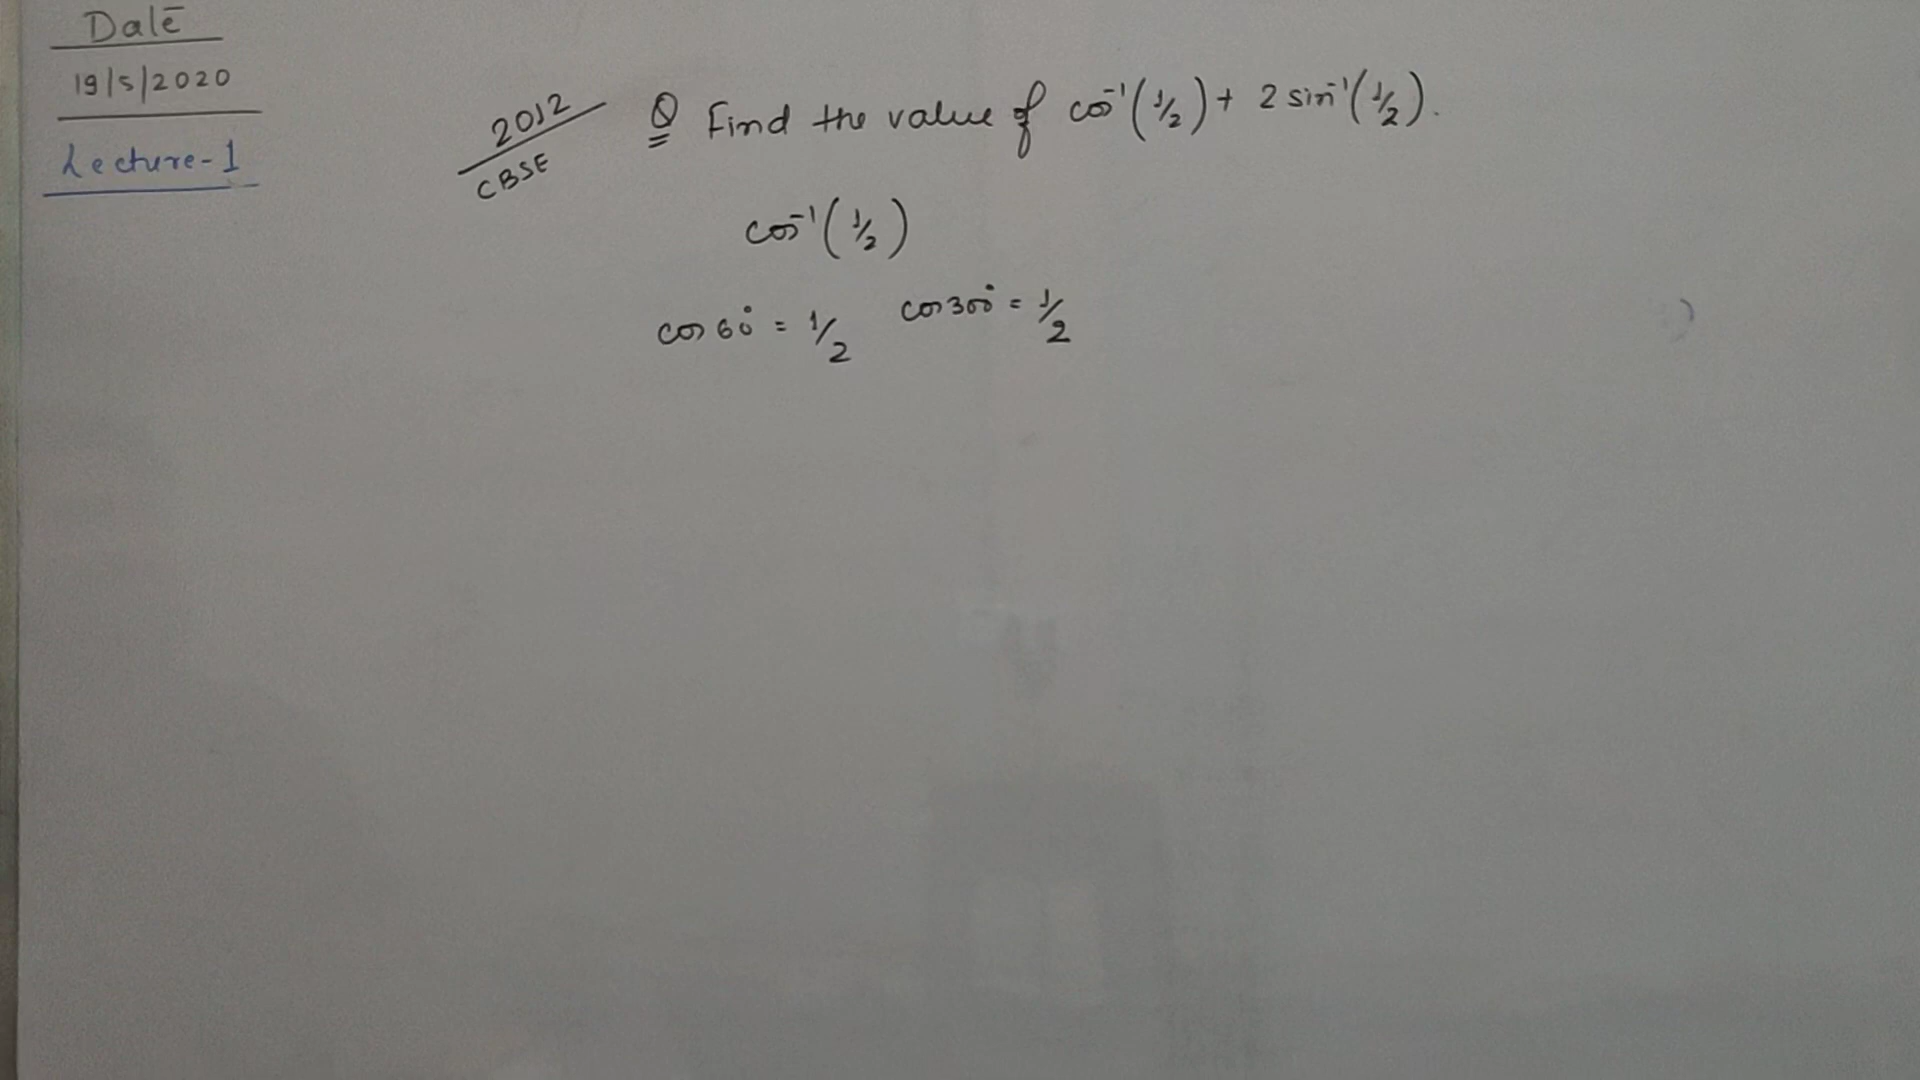 Date
19/5/2020
Lecture-1
2012
CBSE
Q Find the value of cos⁻¹(1/2) + 2 sin⁻¹(1/2).
cos⁻¹(1/2)
cos 60° = 1/2 cos 300° = 1/2